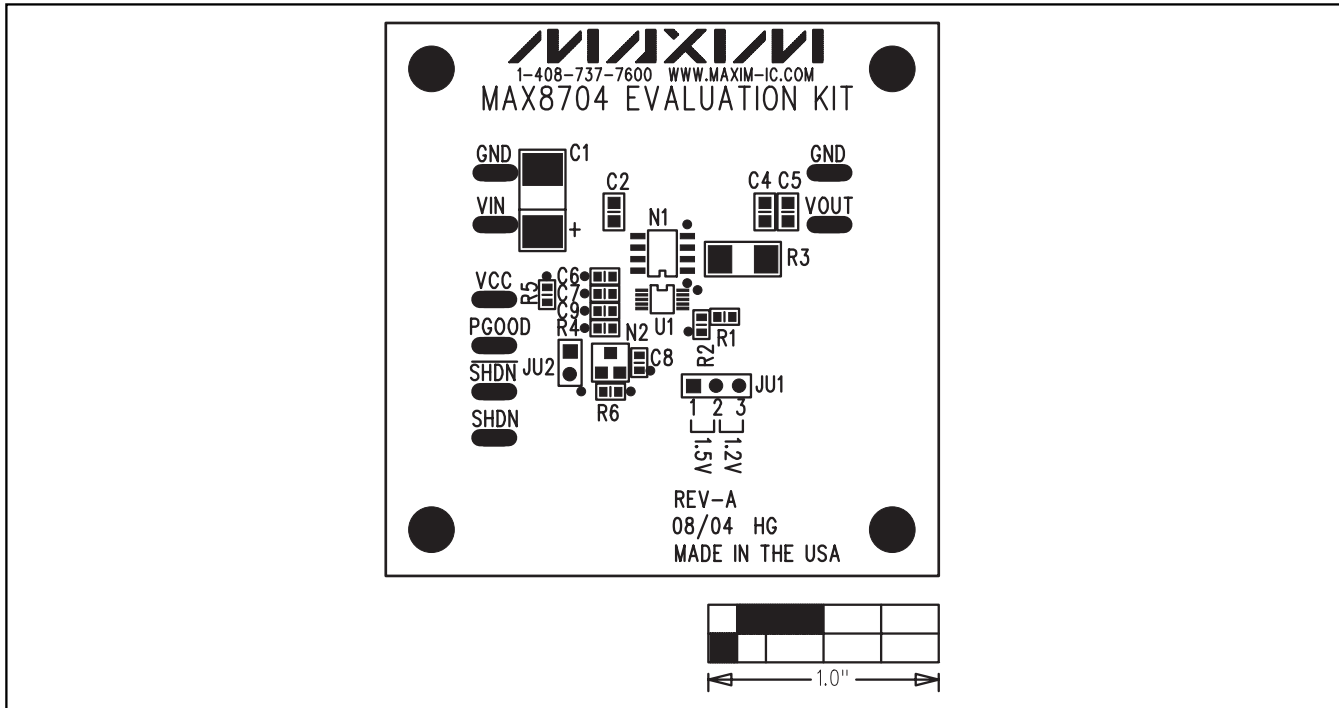 MAXIM
1-408-737-7600 WWW.MAXIM-IC.COM
MAX8704 EVALUATION KIT
GND
C1
C2
C4 C5
GND
VIN
+
N1
VOUT
R3
VCC
R5
C6
C7
C9
R4
U1
R1
R2
PGOOD
N2
C8
SHDN
JU2
JU1
R6
1 2 3
SHDN
1.5V
1.2V
REV-A
08/04 HG
MADE IN THE USA
1.0"